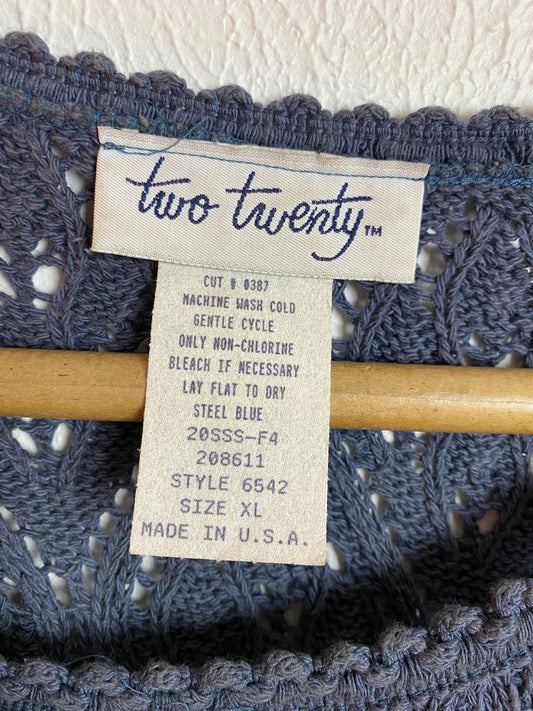 two twenty™
CUT # 0387
MACHINE WASH COLD
GENTLE CYCLE
ONLY NON-CHLORINE
BLEACH IF NECESSARY
LAY FLAT TO DRY
STEEL BLUE
20SSS-F4
208611
STYLE 6542
SIZE XL
MADE IN U.S.A.